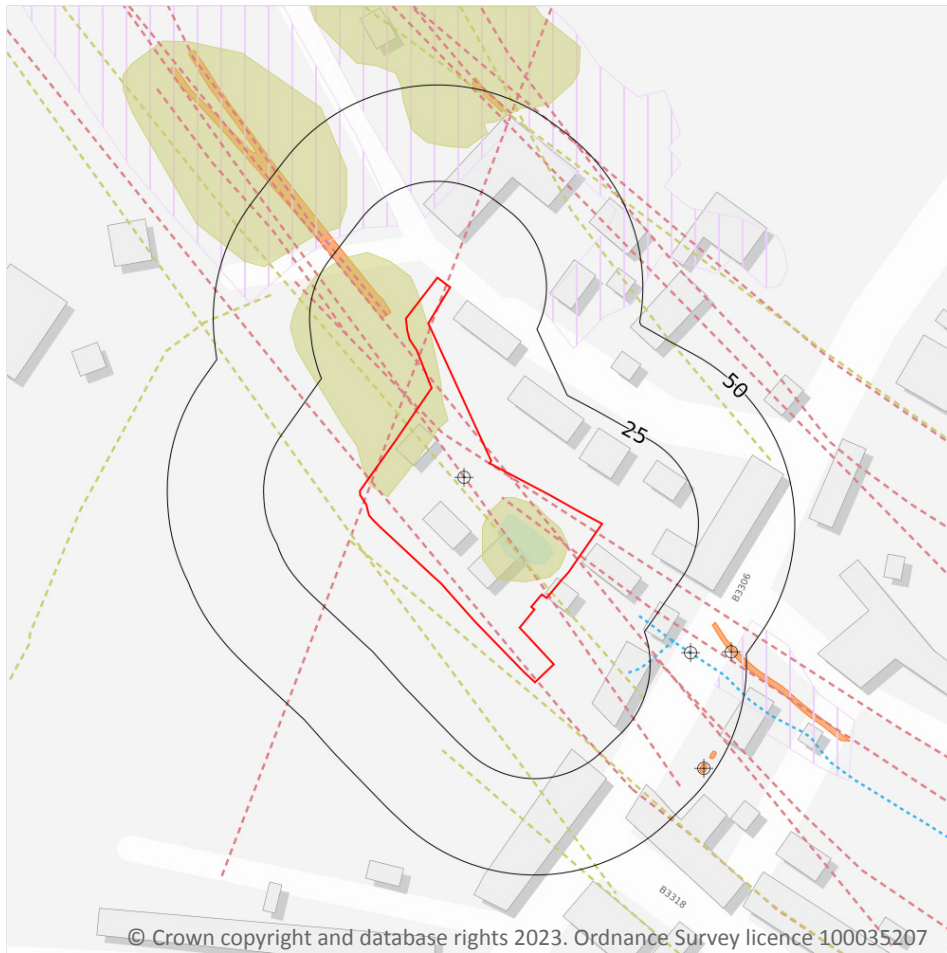 50
25
B3306
B3318
© Crown copyright and database rights 2023. Ordnance Survey licence 100035207